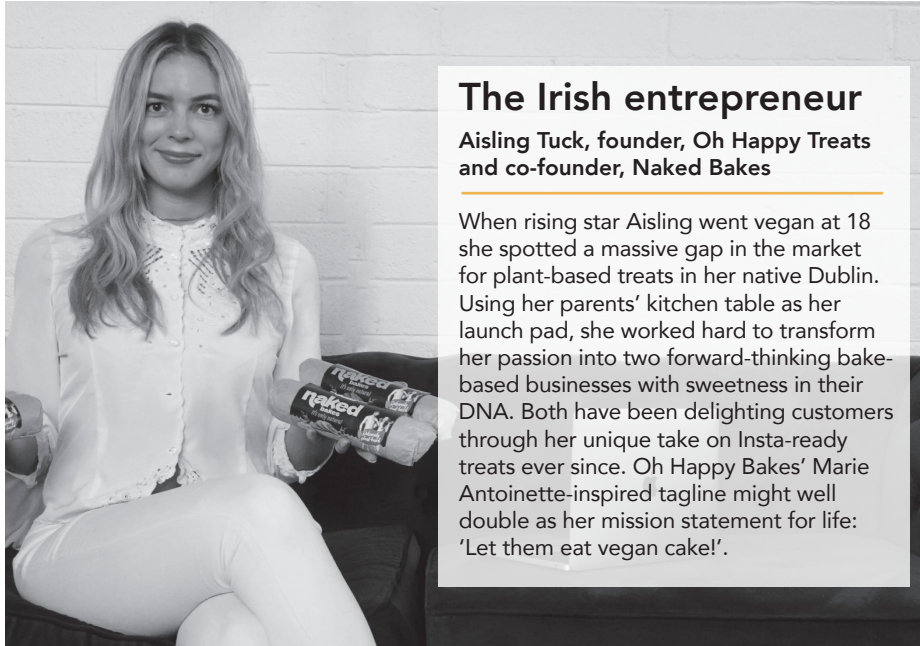 The Irish entrepreneur
Aisling Tuck, founder, Oh Happy Treats
and co-founder, Naked Bakes
When rising star Aisling went vegan at 18
she spotted a massive gap in the market
for plant-based treats in her native Dublin.
Using her parents’ kitchen table as her
launch pad, she worked hard to transform
her passion into two forward-thinking bake-
based businesses with sweetness in their
DNA. Both have been delighting customers
through her unique take on Insta-ready
treats ever since. Oh Happy Bakes’ Marie
Antoinette-inspired tagline might well
double as her mission statement for life:
‘Let them eat vegan cake!’.
naked
bakes
naked
bakes